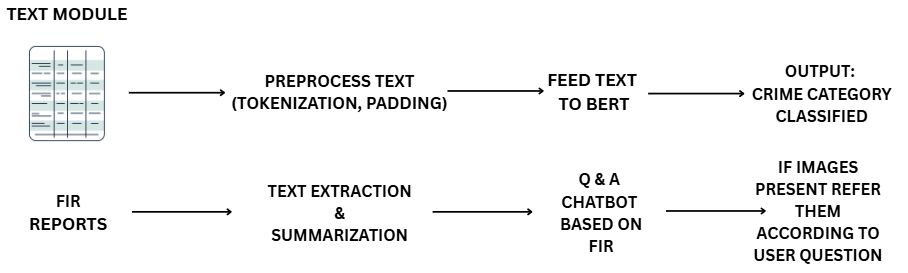 TEXT MODULE
PREPROCESS TEXT
(TOKENIZATION, PADDING)
FEED TEXT
TO BERT
OUTPUT:
CRIME CATEGORY
CLASSIFIED
FIR
REPORTS
TEXT EXTRACTION
&
SUMMARIZATION
Q & A
CHATBOT
BASED ON
FIR
IF IMAGES
PRESENT REFER
THEM
ACCORDING TO
USER QUESTION